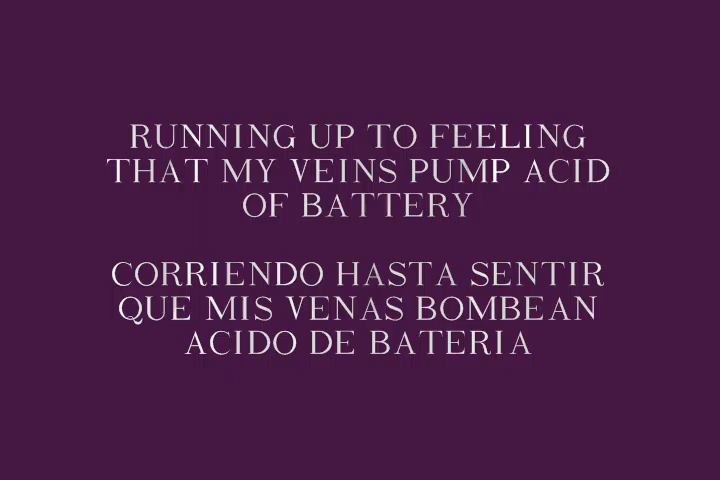 RUNNING UP TO FEELING
THAT MY VEINS PUMP ACID
OF BATTERY
CORRIENDO HASTA SENTIR
QUE MIS VENAS BOMBEAN
ACIDO DE BATERIA